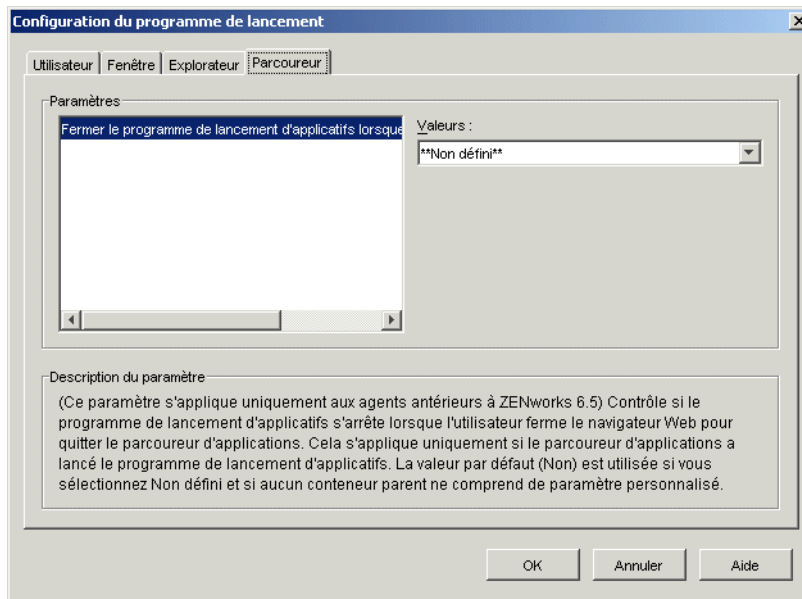 Configuration du programme de lancement
Utilisateur Fenêtre Explorateur Parcoureur
Paramètres
Fermer le programme de lancement d'applicatifs lorsque
Valeurs :
**Non défini**
Description du paramètre
(Ce paramètre s'applique uniquement aux agents antérieurs à ZENworks 6.5) Contrôle si le
programme de lancement d'applicatifs s'arrête lorsque l'utilisateur ferme le navigateur Web pour
quitter le parcoureur d'applications. Cela s'applique uniquement si le parcoureur d'applications a
lancé le programme de lancement d'applicatifs. La valeur par défaut (Non) est utilisée si vous
sélectionnez Non défini et si aucun conteneur parent ne comprend de paramètre personnalisé.
OK Annuler Aide